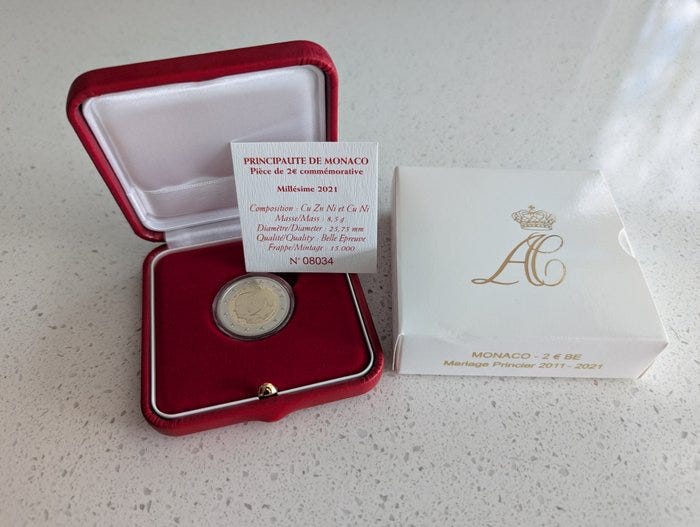 PRINCIPAUTE DE MONACO
Pièce de 2€ commémorative
Millésime 2021
Composition : Cu Zn Ni et Cu Ni
Masse/Mass : 8,5 g
Diamètre/Diameter : 25,75 mm
Qualité/Quality : Belle Epreuve
Frappe/Mintage : 15.000
N° 08034
AC
MONACO - 2 € BE
Mariage Princier 2011 - 2021